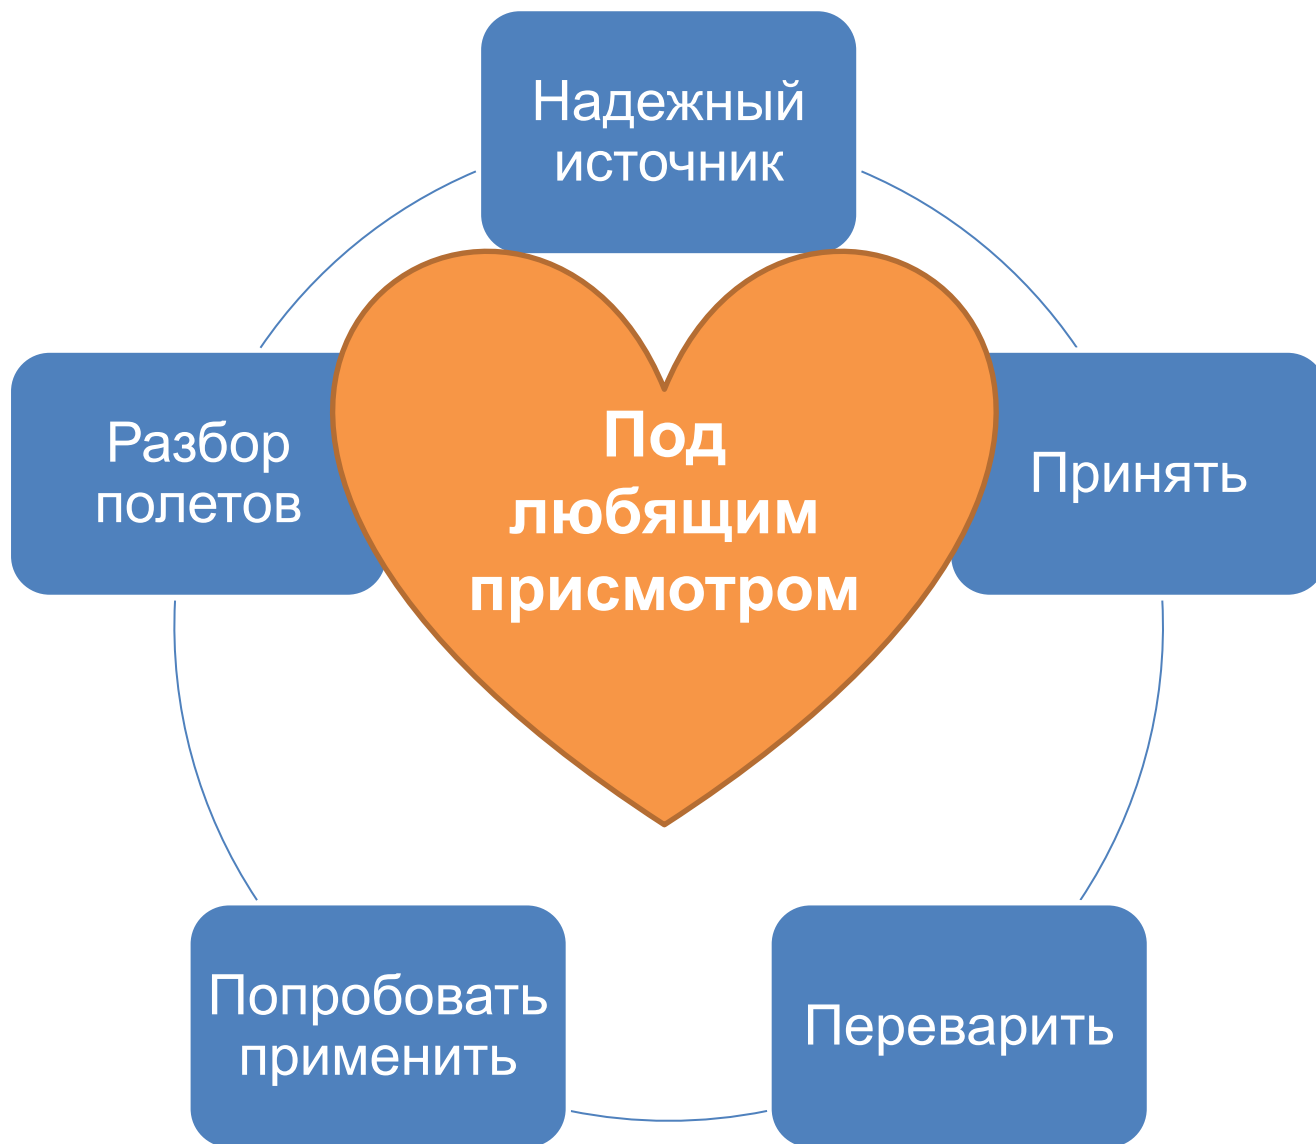 Надежный
источник
Под
любящим
присмотром
Разбор
полетов
Принять
Попробовать
применить
Переварить